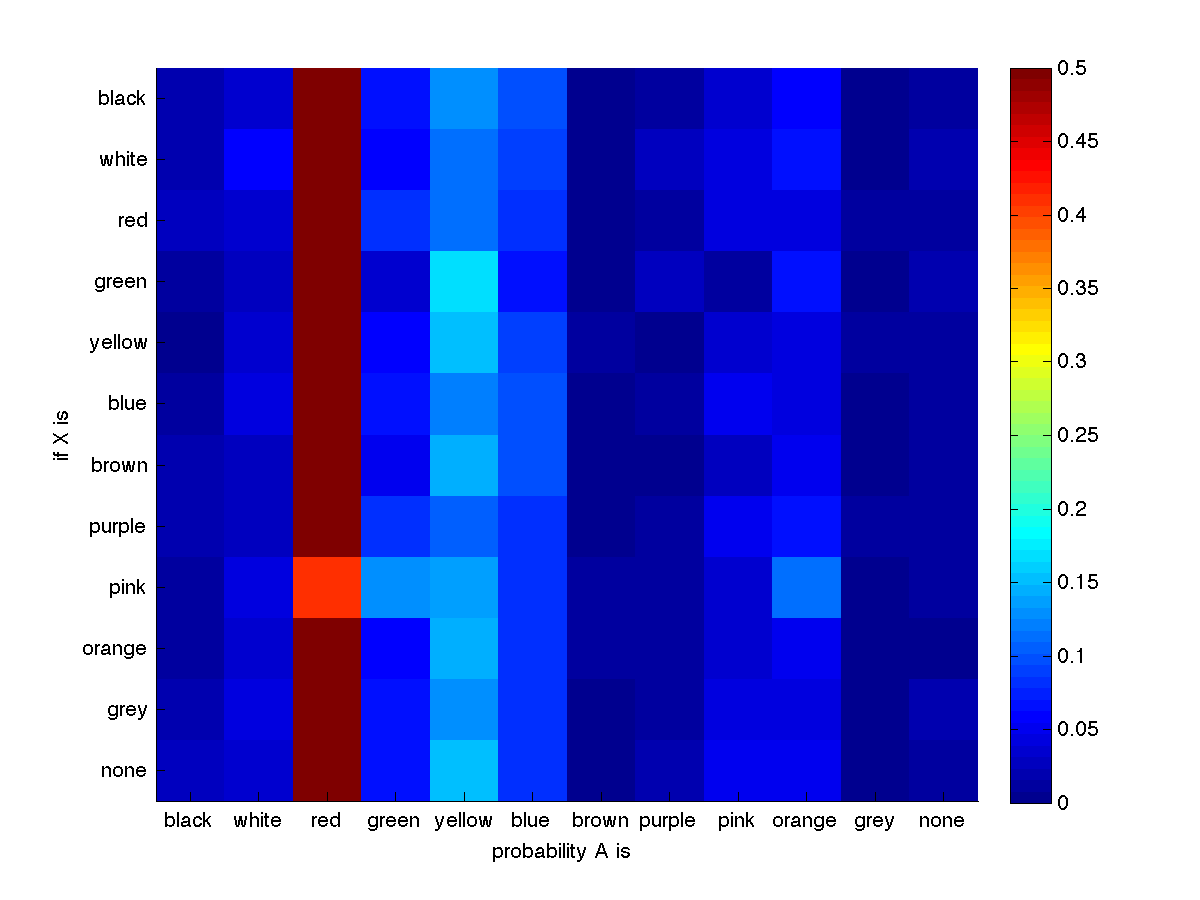 black
white
red
green
yellow
blue
brown
purple
pink
orange
grey
none
if X is
black white red green yellow blue brown purple pink orange grey none
probability A is
0.5
0.45
0.4
0.35
0.3
0.25
0.2
0.15
0.1
0.05
0